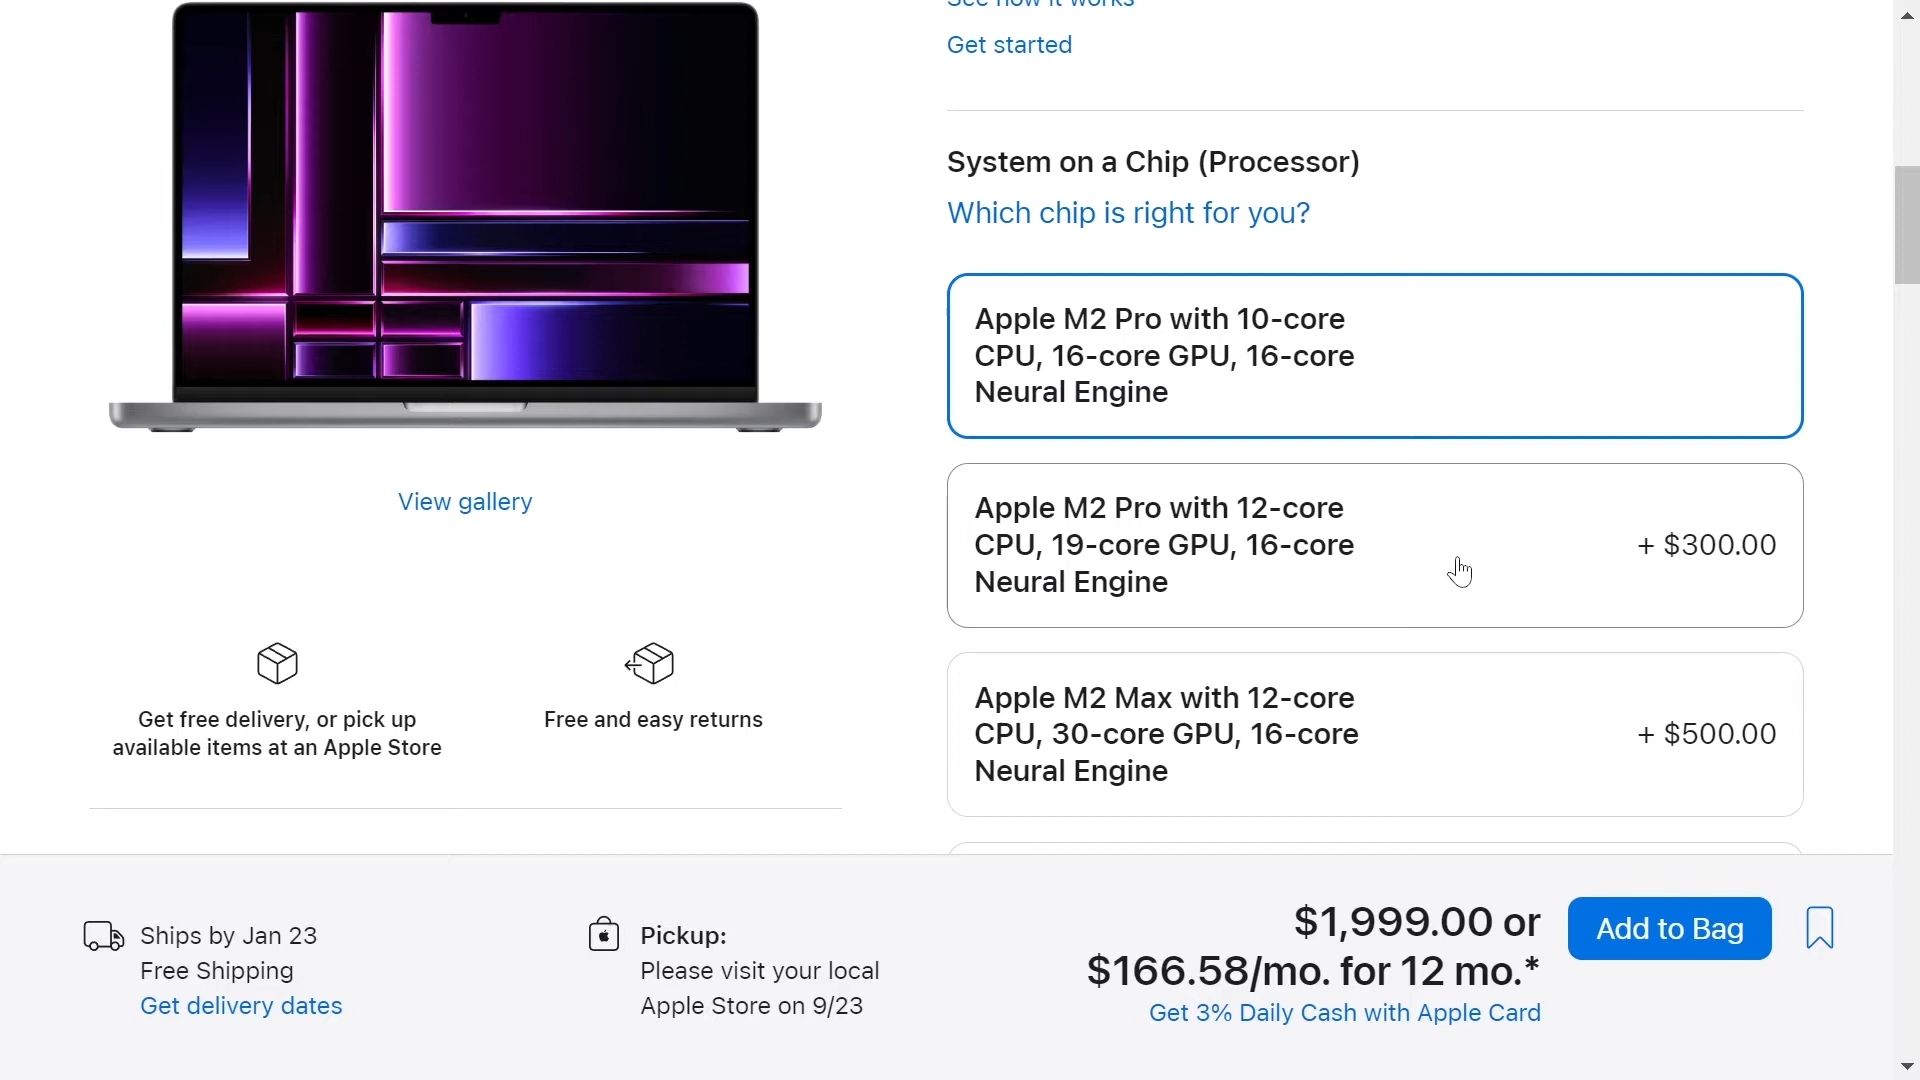 See how it works
Get started
System on a Chip (Processor)
Which chip is right for you?
Apple M2 Pro with 10-core
CPU, 16-core GPU, 16-core
Neural Engine
Apple M2 Pro with 12-core
CPU, 19-core GPU, 16-core
Neural Engine
+ $300.00
Apple M2 Max with 12-core
CPU, 30-core GPU, 16-core
Neural Engine
+ $500.00
View gallery
Get free delivery, or pick up
available items at an Apple Store
Free and easy returns
Ships by Jan 23
Free Shipping
Get delivery dates
Pickup:
Please visit your local
Apple Store on 9/23
$1,999.00 or
$166.58/mo. for 12 mo.*
Get 3% Daily Cash with Apple Card
Add to Bag